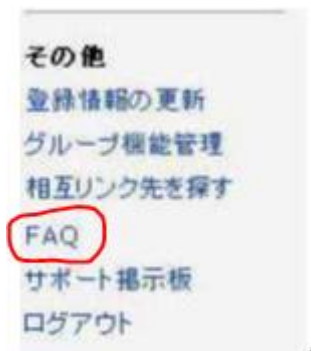 その他
登録情報の更新
グループ機能管理
相互リンク先を探す
FAQ
サポート掲示板
ログアウト